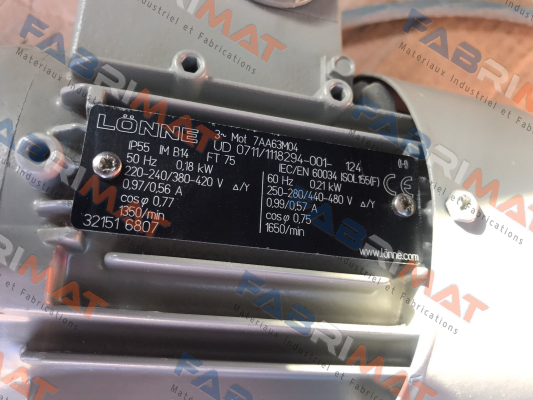 LÖNNE
3~ Mot 7AA63M04
UD 0711/1118294-001- 124
IP55 IM B14 FT 75
IEC/EN 60034 ISOL155(F)
50 Hz 0.18 kW
220-240/380-420 V Δ/Y
0,97/0.56 A
cosφ 0,77
1350/min
60 Hz 0.21 kW
250-280/440-480 V Δ/Y
0,99/0.57 A
cosφ 0,75
1650/min
CE
32151 6807
www.lonne.com
FABRIMAT
Materiaux Industriel et Fabrications